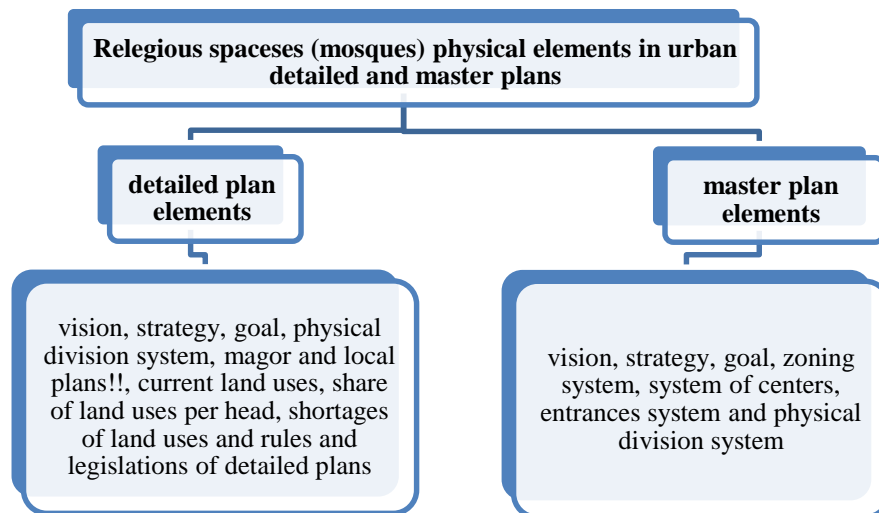 Relegious spaceses (mosques) physical elements in urban
detailed and master plans
detailed plan
elements
master plan
elements
vision, strategy, goal, physical
division system, magor and local
plans!!, current land uses, share
of land uses per head, shortages
of land uses and rules and
legislations of detailed plans
vision, strategy, goal, zoning
system, system of centers,
entrances system and physical
division system